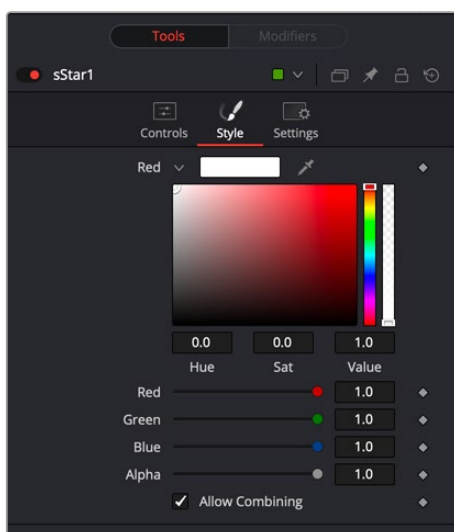 Tools Modifiers
sStar1
Controls Style Settings
Red
0.0 0.0 1.0
Hue Sat Value
Red 1.0
Green 1.0
Blue 1.0
Alpha 1.0
Allow Combining